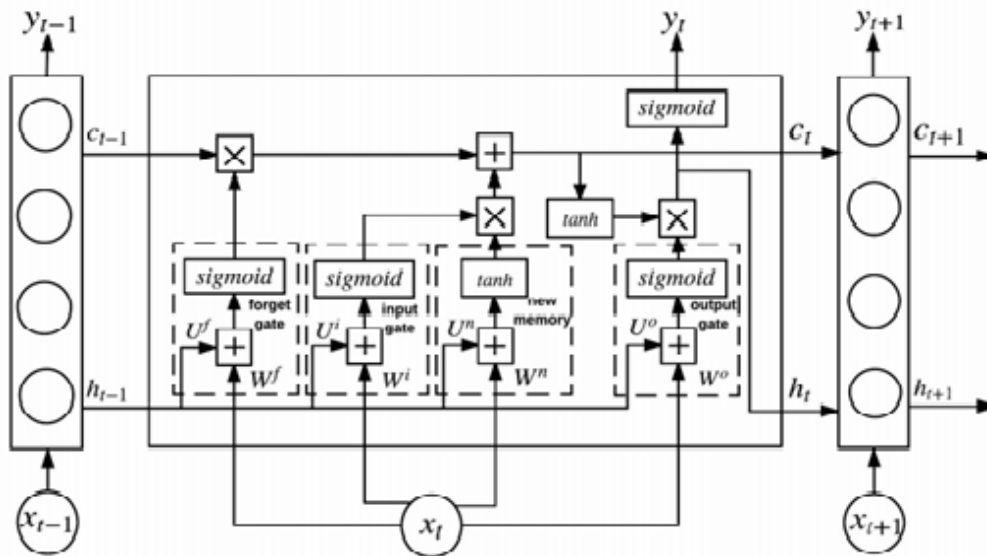 y_{t-1} y_t y_{t+1}
sigmoid
c_{t-1} × + c_t c_{t+1}
× tanh ×
sigmoid sigmoid tanh sigmoid
forget gate input gate new memory output gate
U^f + U^i + U^n + U^o +
W^f W^i W^n W^o
h_{t-1} h_t h_{t+1}
x_{t-1} x_t x_{t+1}